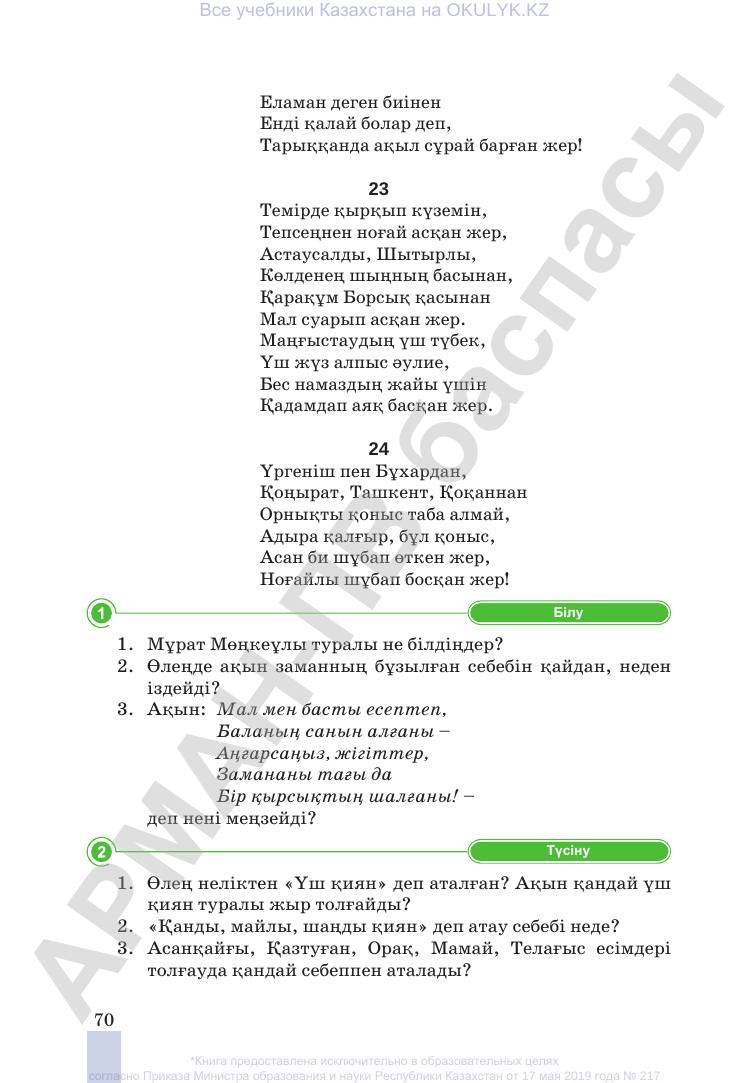 Все учебники Казахстана на OKULYK.KZ
Еламан деген биінен
Енді қалай болар деп,
Тарыққанда ақыл сұрай барған жер!
23
Темірде қырқып күземін,
Тепсеңнен ноғай асқан жер,
Астаусалды, Шытырлы,
Көлденең шыңның басынан,
Қарақұм Борсық қасынан
Мал суарып асқан жер.
Маңғыстаудың үш түбек,
Үш жүз алпыс әулие,
Бес намаздың жайы үшін
Қадамдап аяқ басқан жер.
24
Үргеніш пен Бұхардан,
Қоңырат, Ташкент, Қоқаннан
Орнықты қоныс таба алмай,
Адыра қалғыр, бұл қоныс,
Асан би шұбап өткен жер,
Ноғайлы шұбап босқан жер!
1 Білу
1. Мұрат Мөңкеұлы туралы не білдіңдер?
2. Өлеңде ақын заманның бұзылған себебін қайдан, неден
іздейді?
3. Ақын: Мал мен басты есептеп,
Баланың санын алғаны –
Аңғарсаңыз, жігіттер,
Замананы тағы да
Бір қырсықтың шалғаны! –
деп нені меңзейді?
2 Түсіну
1. Өлең неліктен «Үш қиян» деп аталған? Ақын қандай үш
қиян туралы жыр толғайды?
2. «Қанды, майлы, шаңды қиян» деп атау себебі неде?
3. Асанқайғы, Қазтуған, Орақ, Мамай, Телағыс есімдері
толғауда қандай себеппен аталады?
70
АРМАН-ПВ баспасы
*Книга предоставлена исключительно в образовательных целях
согласно Приказа Министра образования и науки Республики Казахстан от 17 мая 2019 года № 217